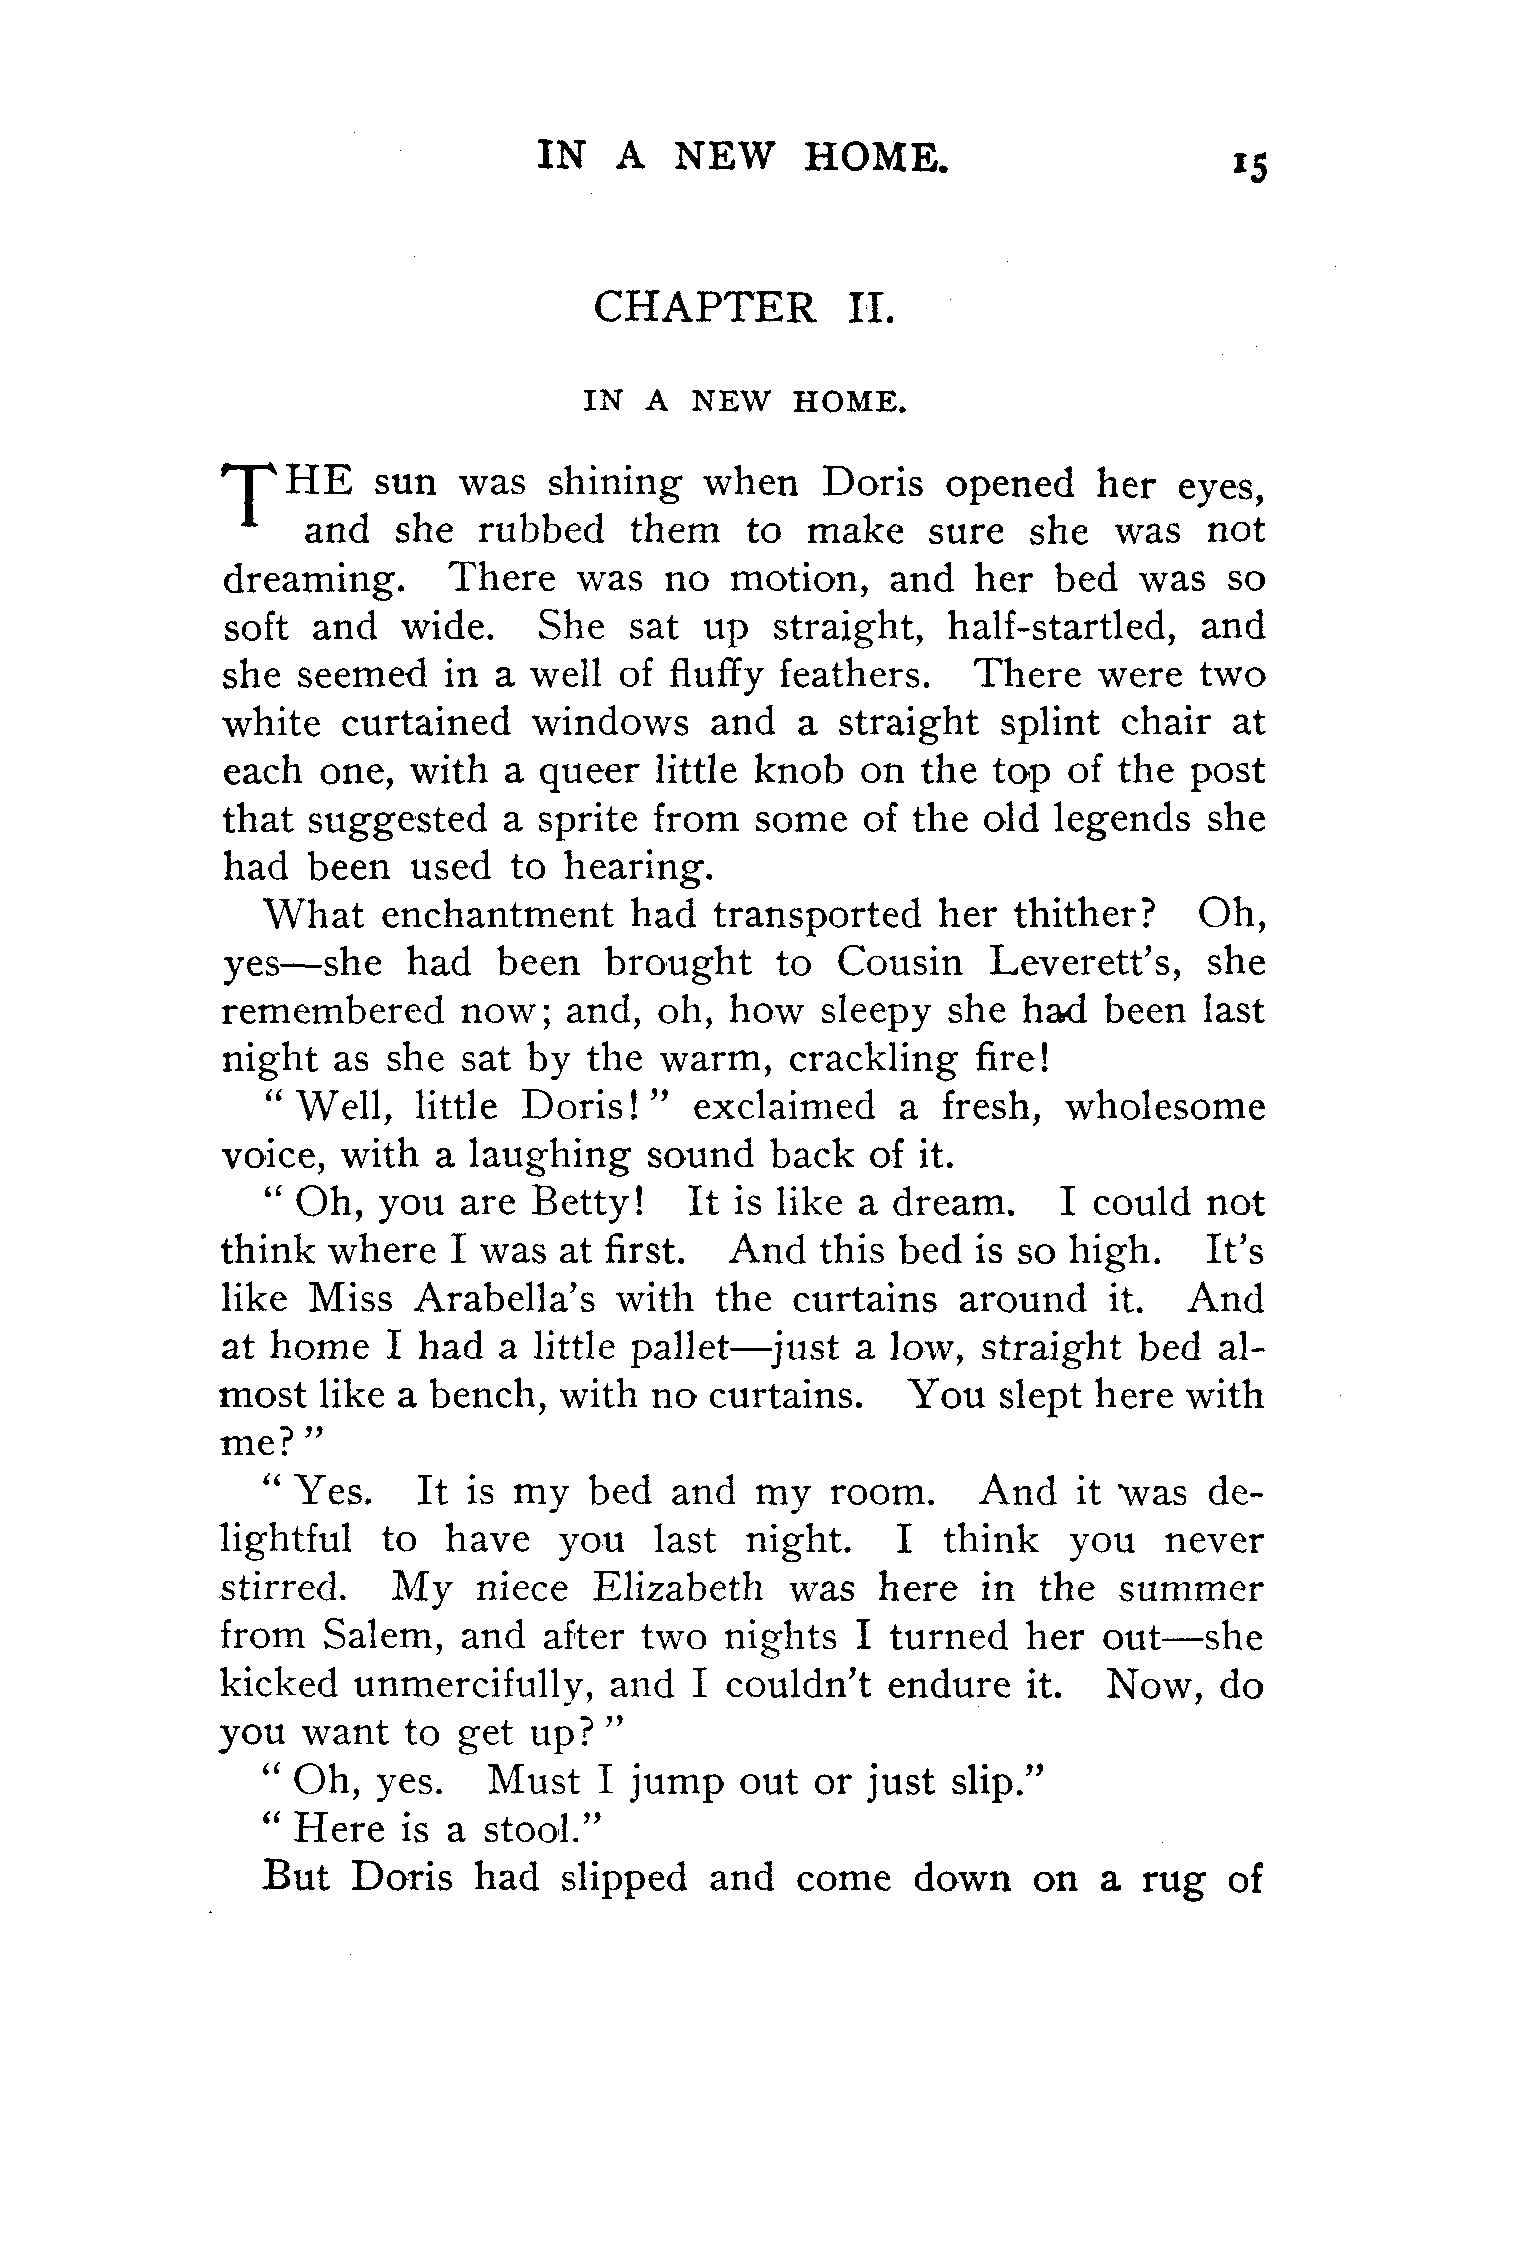 IN A NEW HOME. 15
CHAPTER II.
IN A NEW HOME.
THE sun was shining when Doris opened her eyes,
and she rubbed them to make sure she was not
dreaming. There was no motion, and her bed was so
soft and wide. She sat up straight, half-startled, and
she seemed in a well of fluffy feathers. There were two
white curtained windows and a straight splint chair at
each one, with a queer little knob on the top of the post
that suggested a sprite from some of the old legends she
had been used to hearing.
What enchantment had transported her thither? Oh,
yes—she had been brought to Cousin Leverett's, she
remembered now; and, oh, how sleepy she had been last
night as she sat by the warm, crackling fire!
“ Well, little Doris! ” exclaimed a fresh, wholesome
voice, with a laughing sound back of it.
“ Oh, you are Betty! It is like a dream. I could not
think where I was at first. And this bed is so high. It's
like Miss Arabella's with the curtains around it. And
at home I had a little pallet—just a low, straight bed al-
most like a bench, with no curtains. You slept here with
me? ”
“ Yes. It is my bed and my room. And it was de-
lightful to have you last night. I think you never
stirred. My niece Elizabeth was here in the summer
from Salem, and after two nights I turned her out—she
kicked unmercifully, and I couldn't endure it. Now, do
you want to get up? ”
“ Oh, yes. Must I jump out or just slip.”
“ Here is a stool.”
But Doris had slipped and come down on a rug of